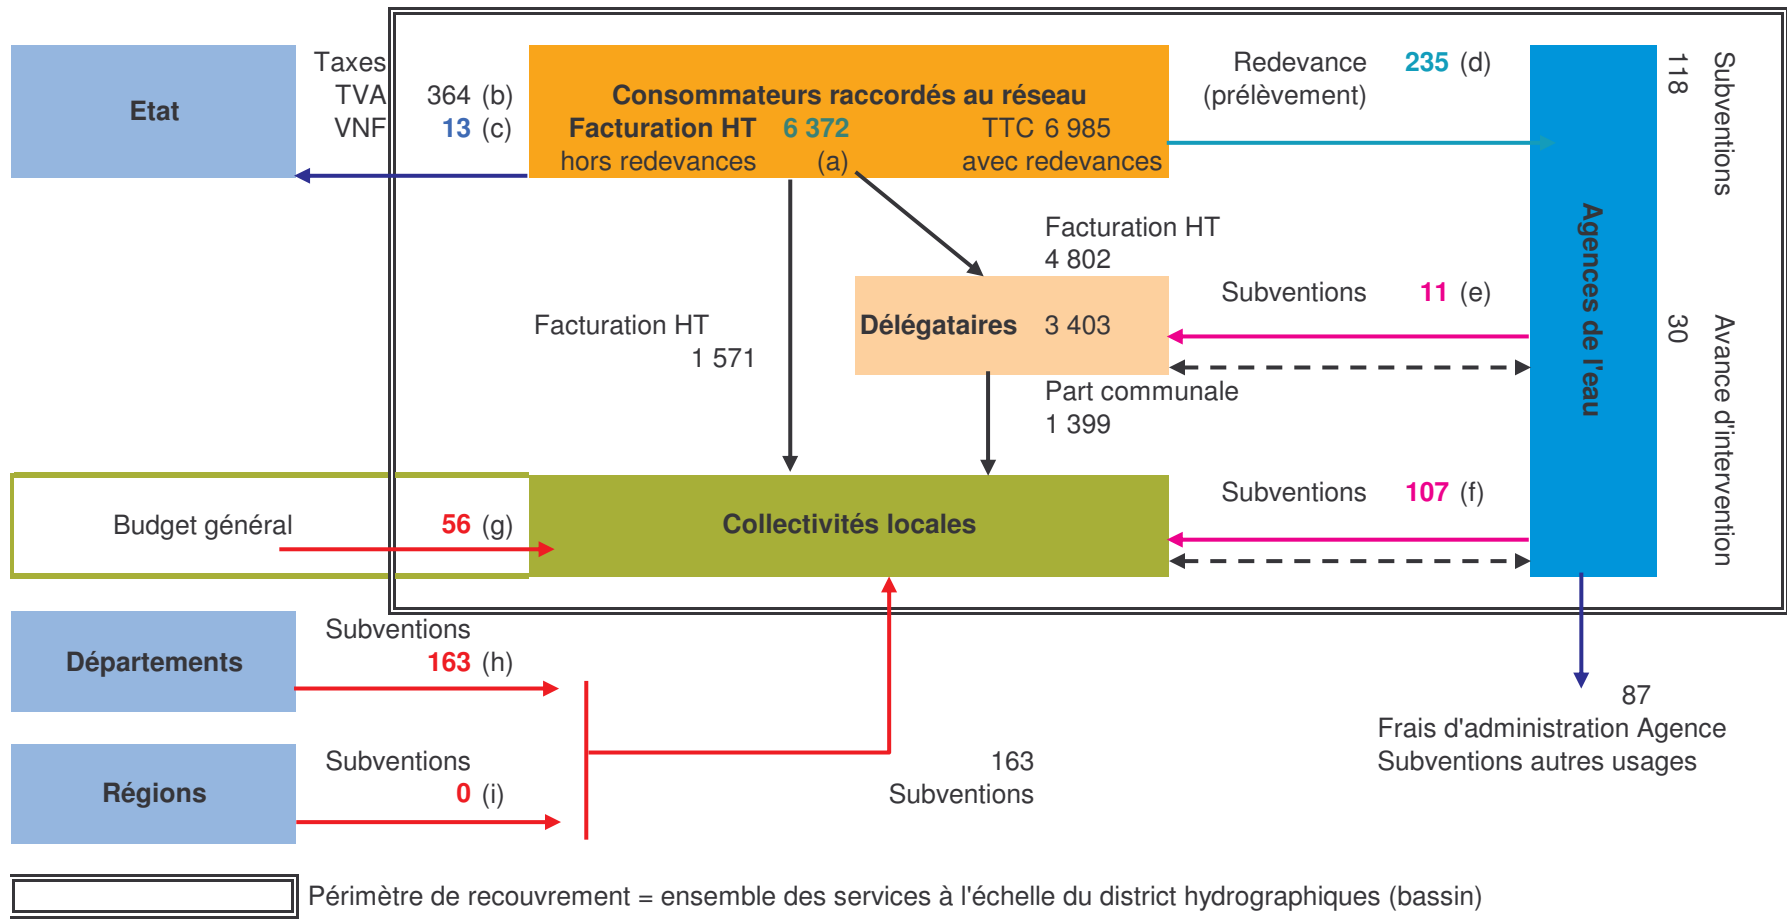 Etat
Taxes
TVA 364 (b)
VNF 13 (c)
Consommateurs raccordés au réseau
Facturation HT 6 372 TTC 6 985
hors redevances (a) avec redevances
Redevance 235 (d)
(prélèvement)
Subventions
118
Agences de l'eau
Avance d'intervention
30
Facturation HT
4 802
Facturation HT
1 571
Délégataires 3 403
Subventions 11 (e)
Part communale
1 399
Subventions 107 (f)
Budget général 56 (g)
Collectivités locales
Départements
Subventions
163 (h)
Régions
Subventions
0 (i)
163
Subventions
87
Frais d'administration Agence
Subventions autres usages
Périmètre de recouvrement = ensemble des services à l'échelle du district hydrographiques (bassin)